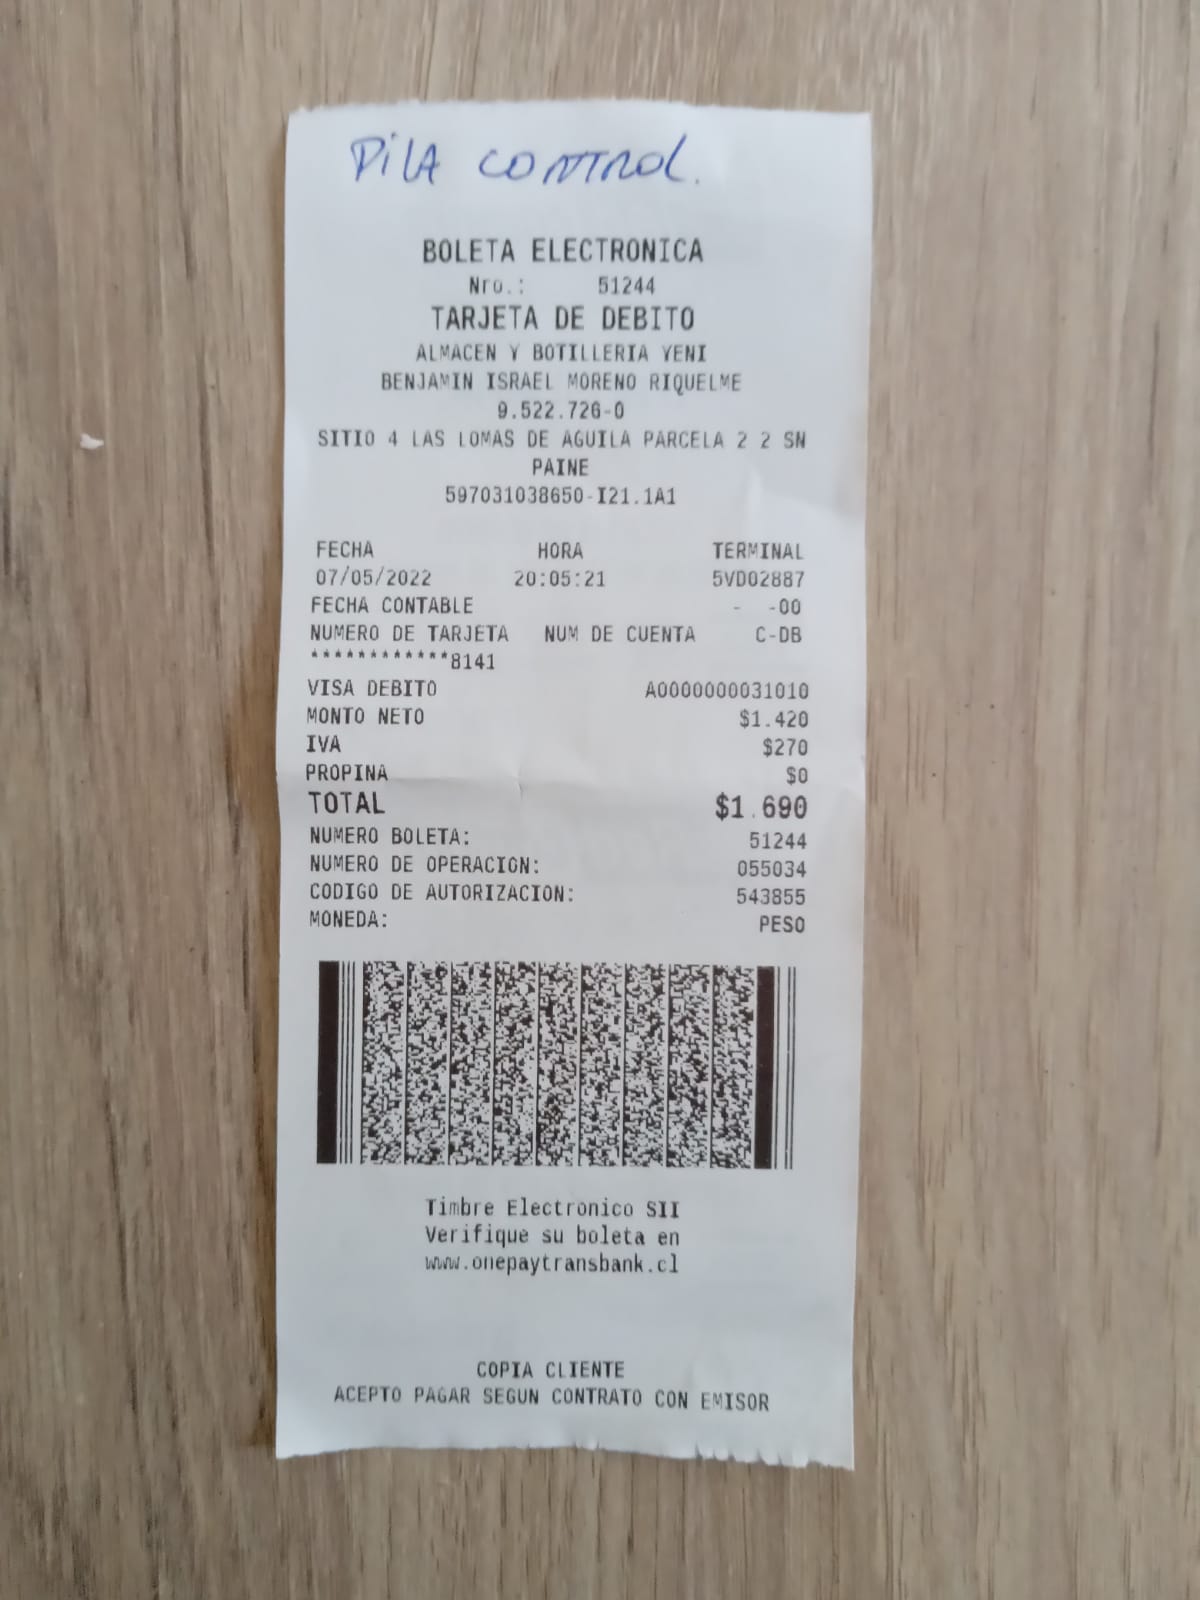 PILA CONTROL.
BOLETA ELECTRONICA
Nro.: 51244
TARJETA DE DEBITO
ALMACEN Y BOTILLERIA YENI
BENJAMIN ISRAEL MORENO RIQUELME
9.522.726-0
SITIO 4 LAS LOMAS DE AGUILA PARCELA 2 2 SN
PAINE
597031038650-I21.1A1
FECHA HORA TERMINAL
07/05/2022 20:05:21 5VD02887
FECHA CONTABLE - -00
NUMERO DE TARJETA NUM DE CUENTA C-DB
************8141
VISA DEBITO A0000000031010
MONTO NETO $1.420
IVA $270
PROPINA $0
TOTAL $1.690
NUMERO BOLETA: 51244
NUMERO DE OPERACION: 055034
CODIGO DE AUTORIZACION: 543855
MONEDA: PESO
Timbre Electronico SII
Verifique su boleta en
www.onepaytransbank.cl
COPIA CLIENTE
ACEPTO PAGAR SEGUN CONTRATO CON EMISOR